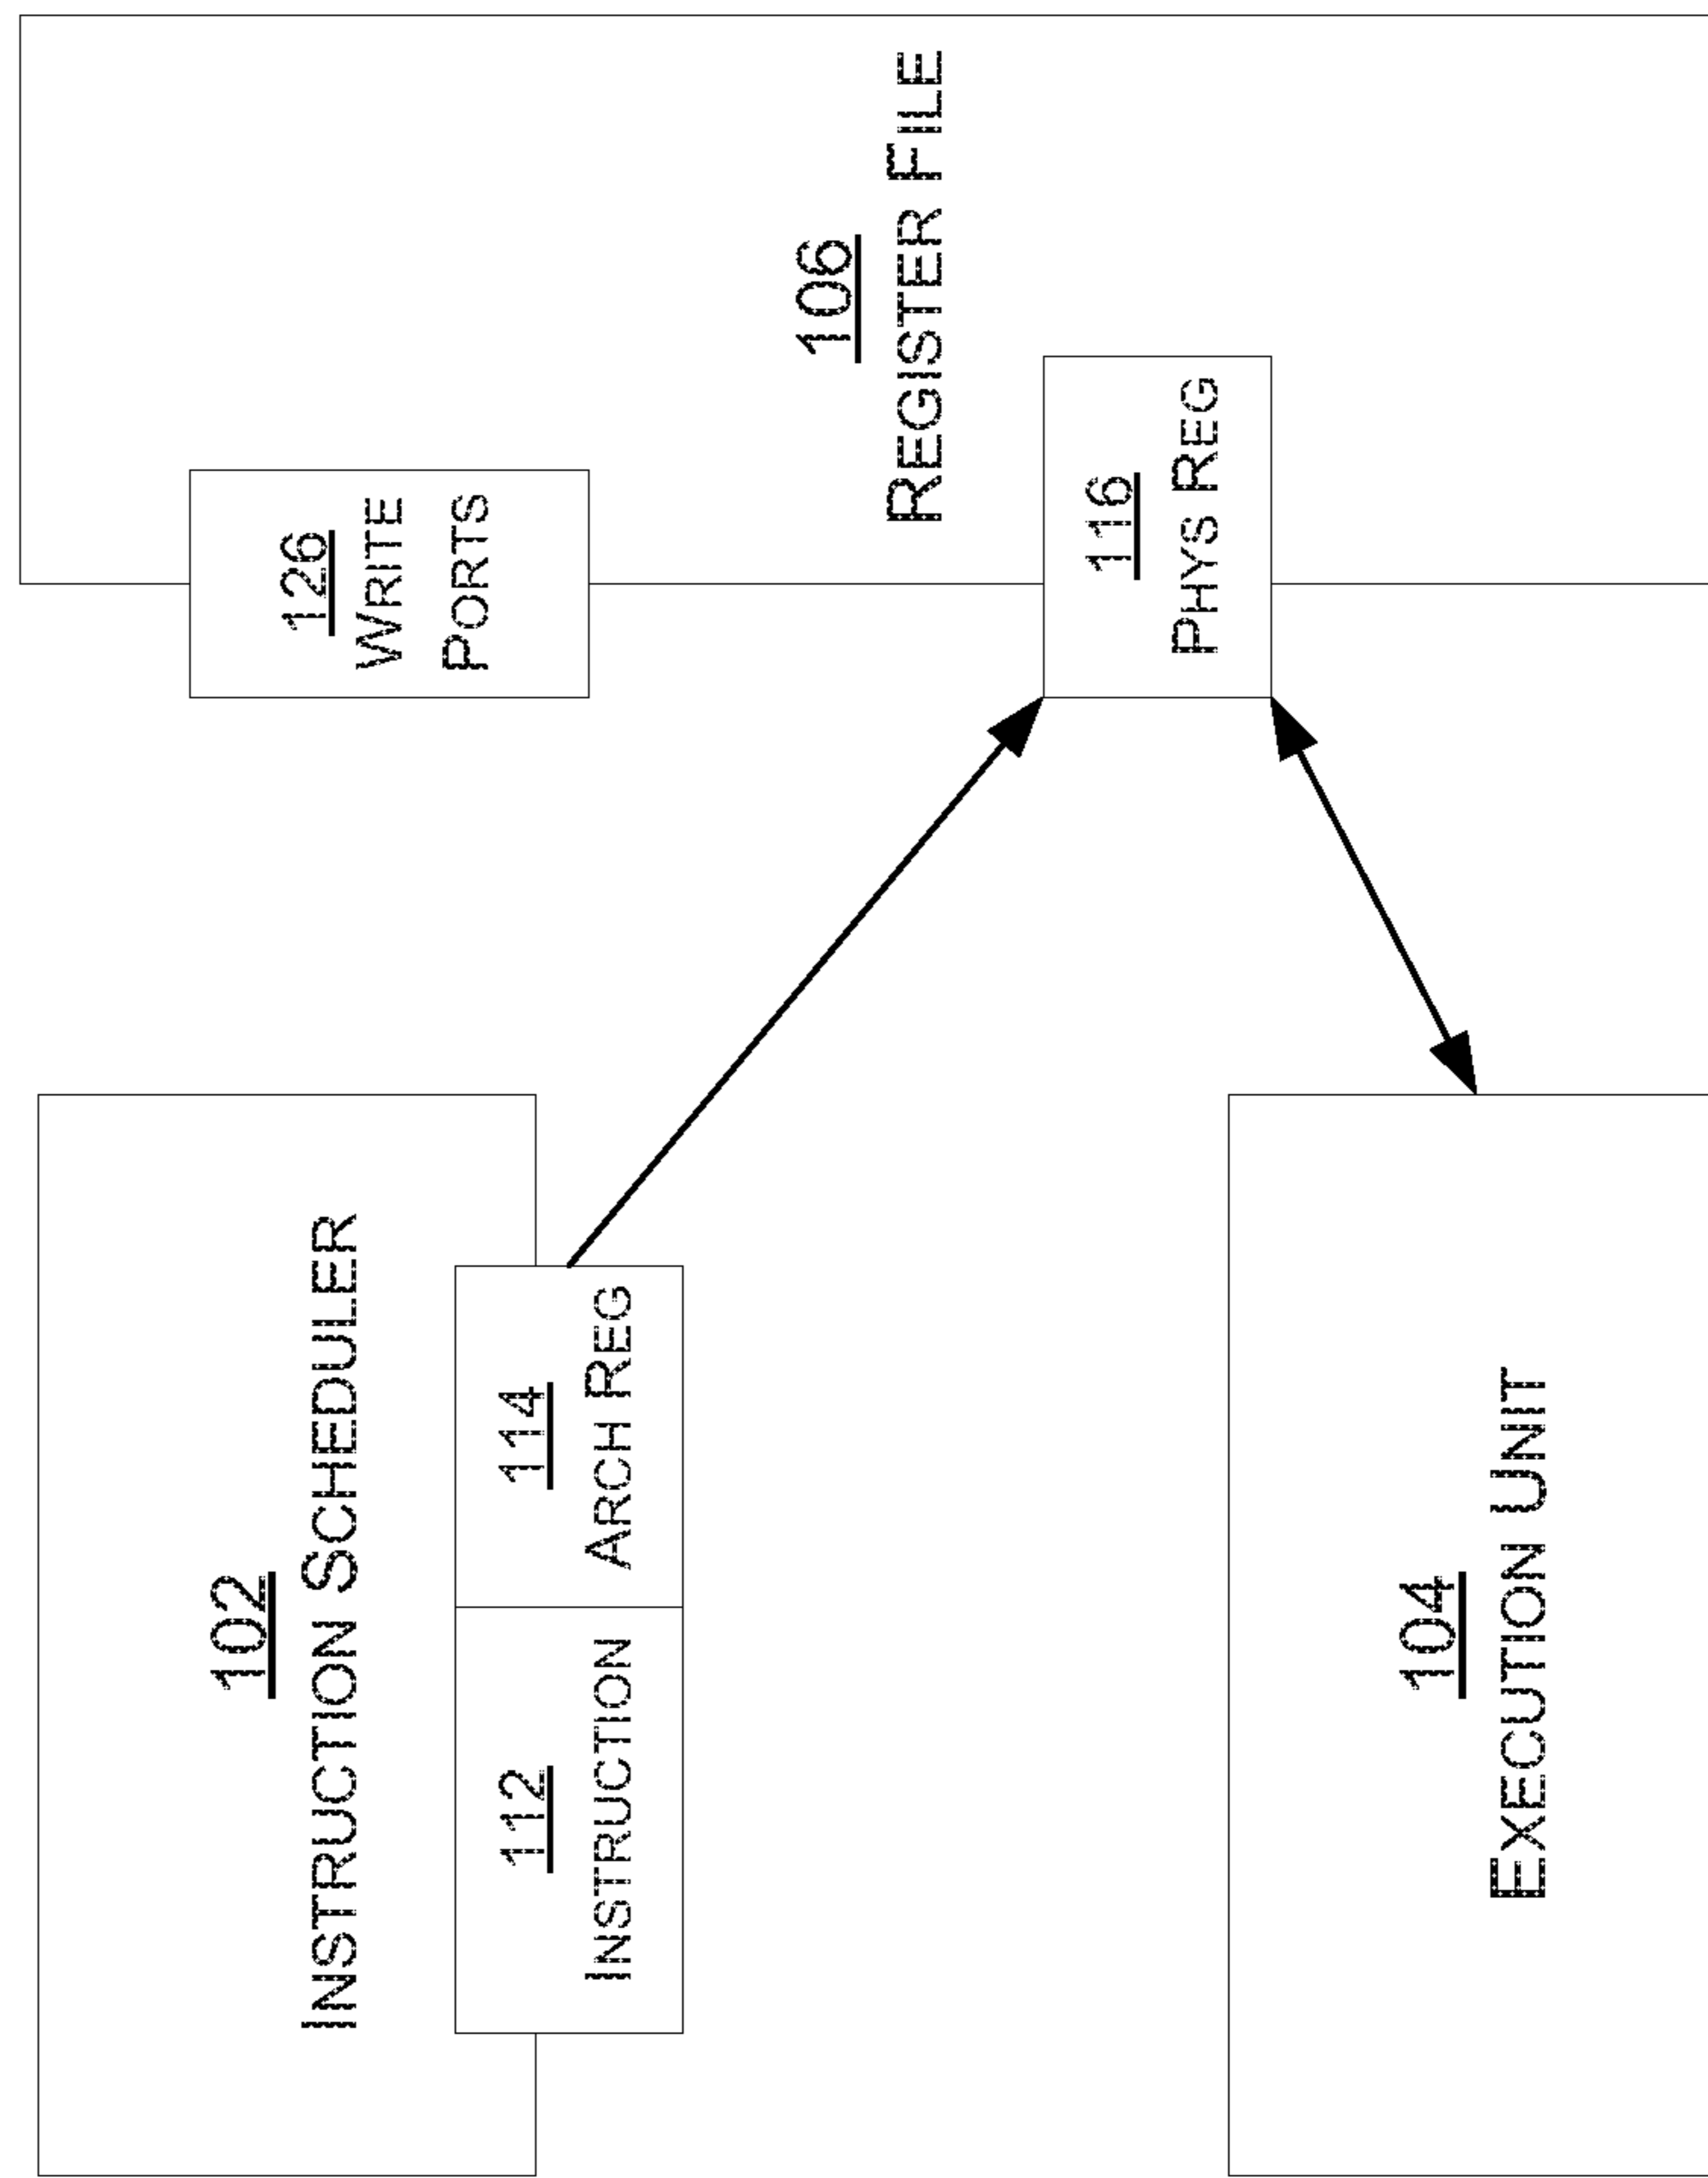 102
INSTRUCTION SCHEDULER
112
INSTRUCTION
114
ARCH REG
126
WRITE
PORTS
106
REGISTER FILE
116
PHYS REG
104
EXECUTION UNIT